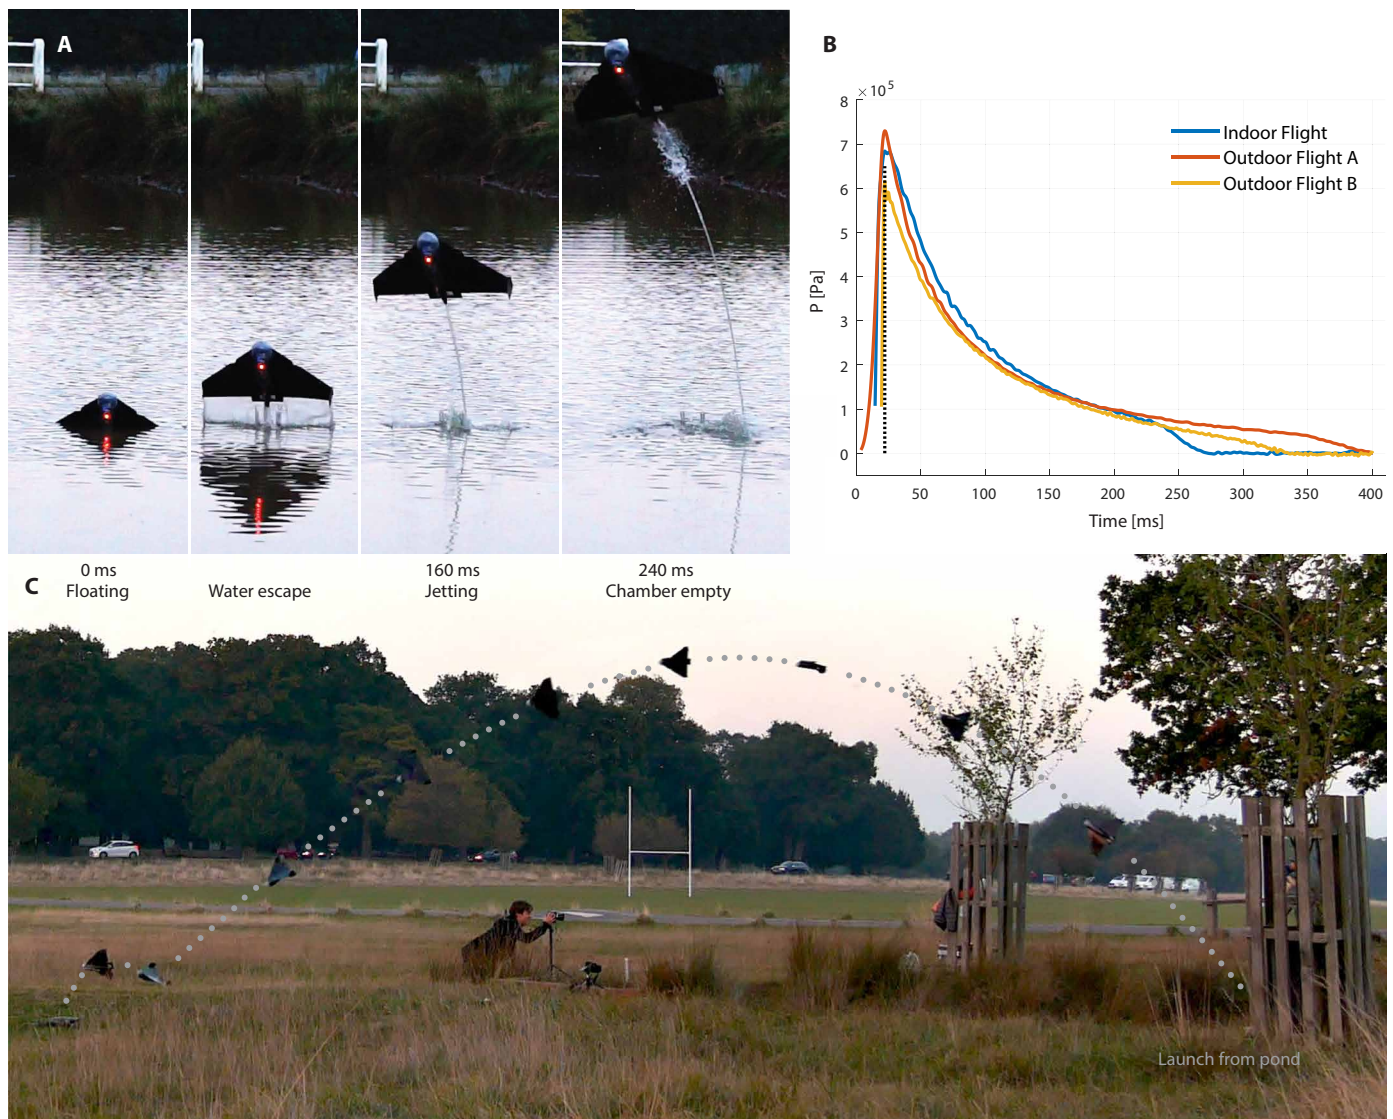 A
B
× 10 5
8
7
6
5
4
3
2
1
0
P [Pa]
Indoor Flight
Outdoor Flight A
Outdoor Flight B
0 50 100 150 200 250 300 350 400
Time [ms]
C
0 ms
Floating
Water escape
160 ms
Jetting
240 ms
Chamber empty
Launch from pond